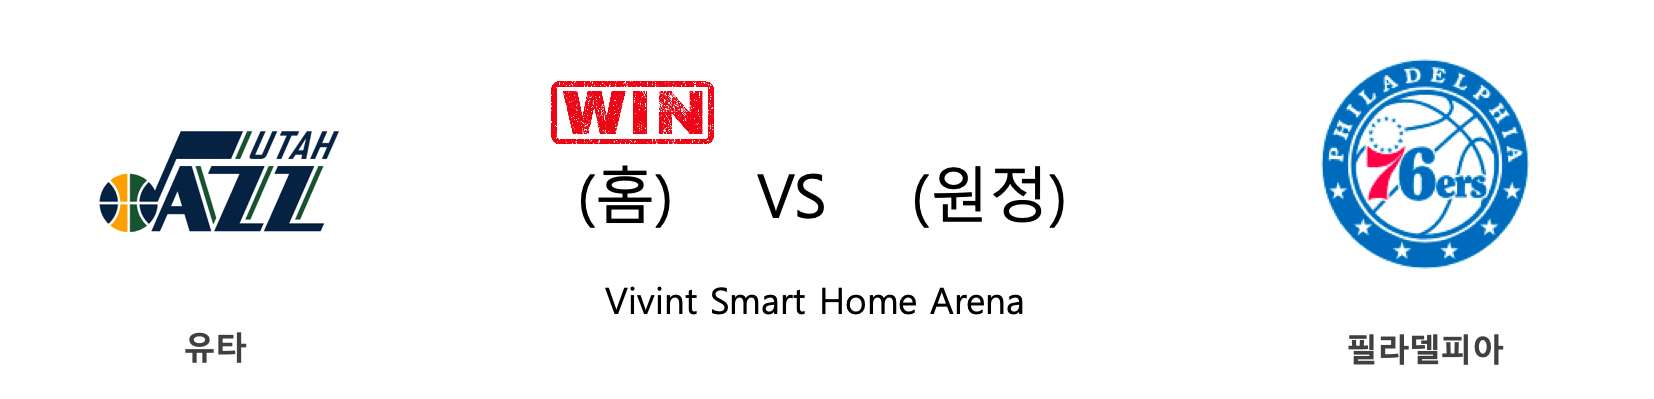 WIN
UTAH
JAZZ
(홈) VS (원정)
PHILADELPHIA
76ers
Vivint Smart Home Arena
유타
필라델피아